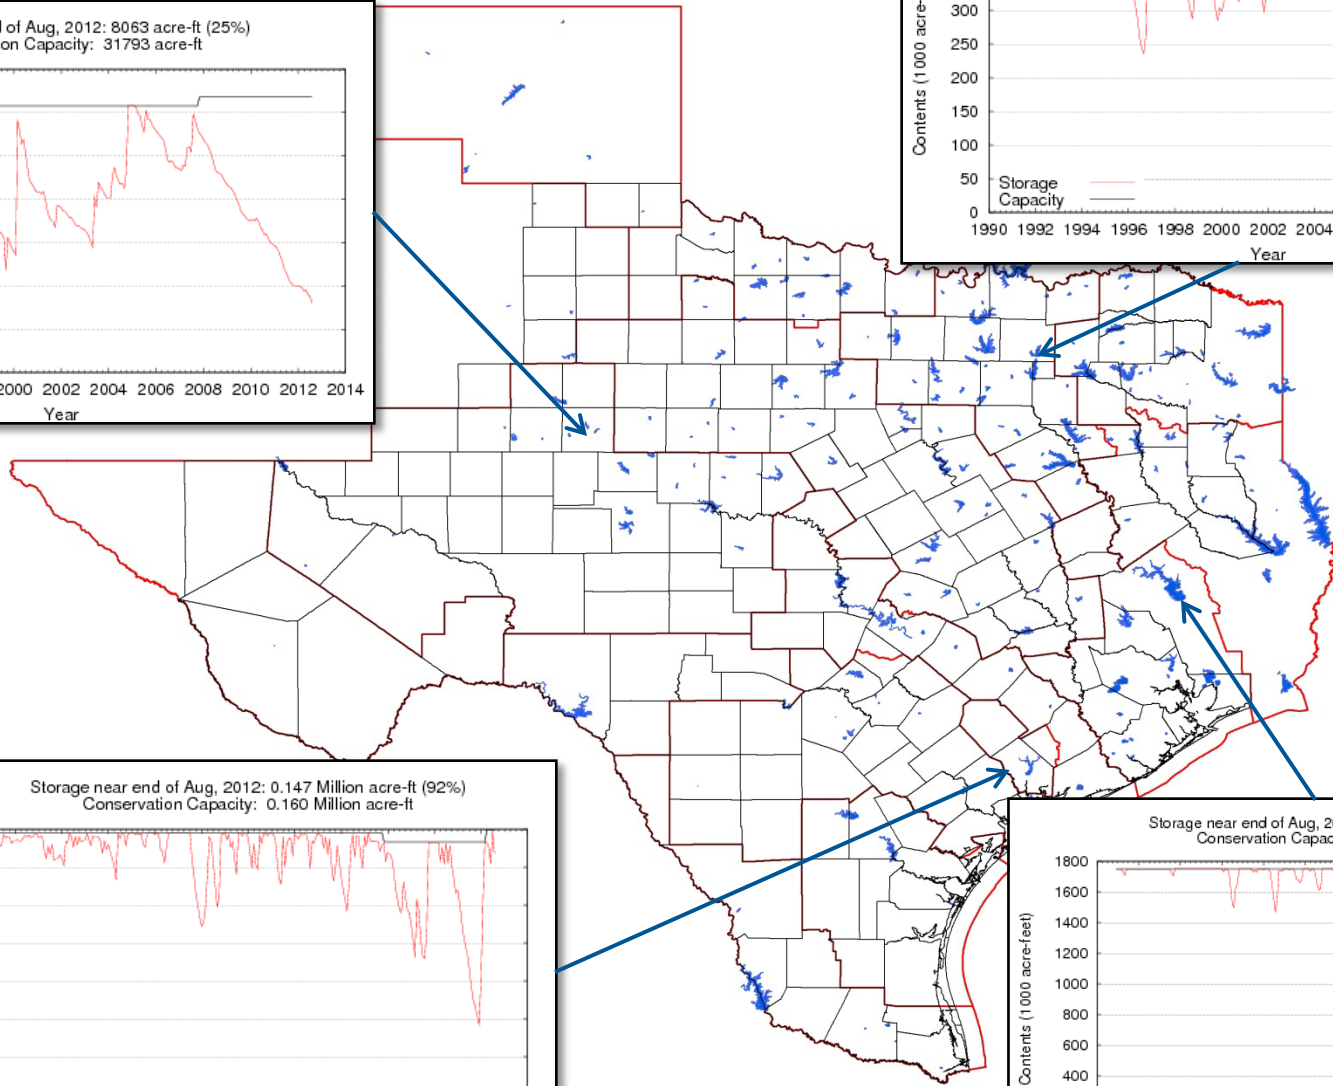 of Aug, 2012: 8063 acre-ft (25%)
on Capacity: 31793 acre-ft
2000 2002 2004 2006 2008 2010 2012 2014
Year
Contents (1000 acre-
300
250
200
150
100
50
0
Storage
Capacity
1990 1992 1994 1996 1998 2000 2002 2004
Year
Storage near end of Aug, 2012: 0.147 Million acre-ft (92%)
Conservation Capacity: 0.160 Million acre-ft
Storage near end of Aug, 20
Conservation Capac
Contents (1000 acre-feet)
1800
1600
1400
1200
1000
800
600
400